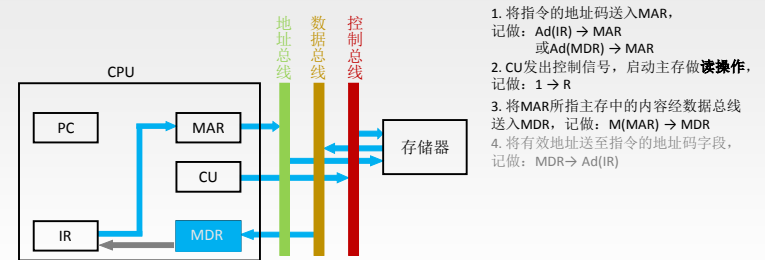 地址总线
数据总线
控制总线
CPU
PC
MAR
CU
IR
MDR
存储器
1. 将指令的地址码送入MAR，
记做：Ad(IR) → MAR
或Ad(MDR) → MAR
2. CU发出控制信号，启动主存做读操作，
记做：1 → R
3. 将MAR所指主存中的内容经数据总线
送入MDR，记做：M(MAR) → MDR
4. 将有效地址送至指令的地址码字段，
记做：MDR→ Ad(IR)